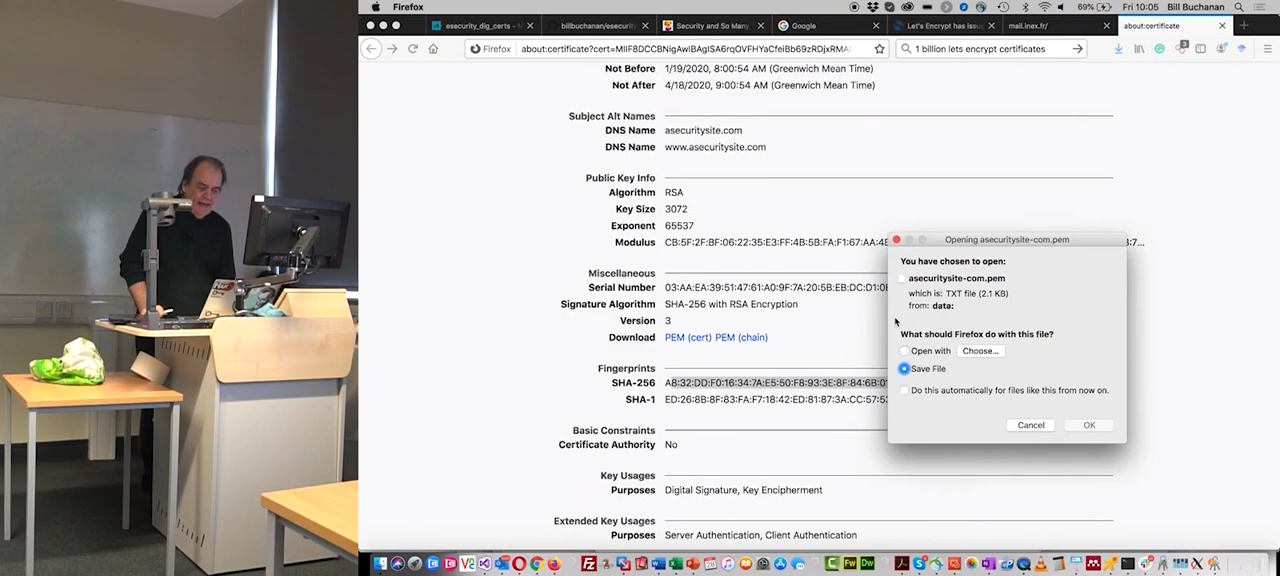 Firefox
69%
Fri 10:05
Bill Buchanan
esecurity_dig_certs -
billbuchanan/esecurit
Security and So Many
Google
Let's Encrypt has issu
mail.inex.fr/
about:certificate
Firefox
1 billion lets encrypt certificates
Not Before 1/19/2020, 8:00:54 AM (Greenwich Mean Time)
Not After 4/18/2020, 9:00:54 AM (Greenwich Mean Time)
Subject Alt Names
DNS Name asecuritysite.com
DNS Name www.asecuritysite.com
Public Key Info
Algorithm RSA
Key Size 3072
Exponent 65537
Modulus CB:5F:2F:BF:06:22:35:E3:FF:4B:5B:FA:F1:67:AA:4E
Miscellaneous
Serial Number 03:AA:EA:39:51:47:61:A0:9F:7A:20:5B:EB:DC:D1:0E
Signature Algorithm SHA-256 with RSA Encryption
Version 3
Download PEM (cert) PEM (chain)
Fingerprints
SHA-256 A8:32:DD:F0:16:34:7A:E5:50:F8:93:3E:8F:84:6B:01
SHA-1 ED:26:8B:8F:83:FA:F7:18:42:ED:81:87:3A:CC:57:53
Basic Constraints
Certificate Authority No
Key Usages
Purposes Digital Signature, Key Encipherment
Extended Key Usages
Purposes Server Authentication, Client Authentication
Opening asecuritysite-com.pem
You have chosen to open:
asecuritysite-com.pem
which is: TXT file (2.1 KB)
from: data:
What should Firefox do with this file?
Open with Choose...
Save File
Do this automatically for files like this from now on.
Cancel OK